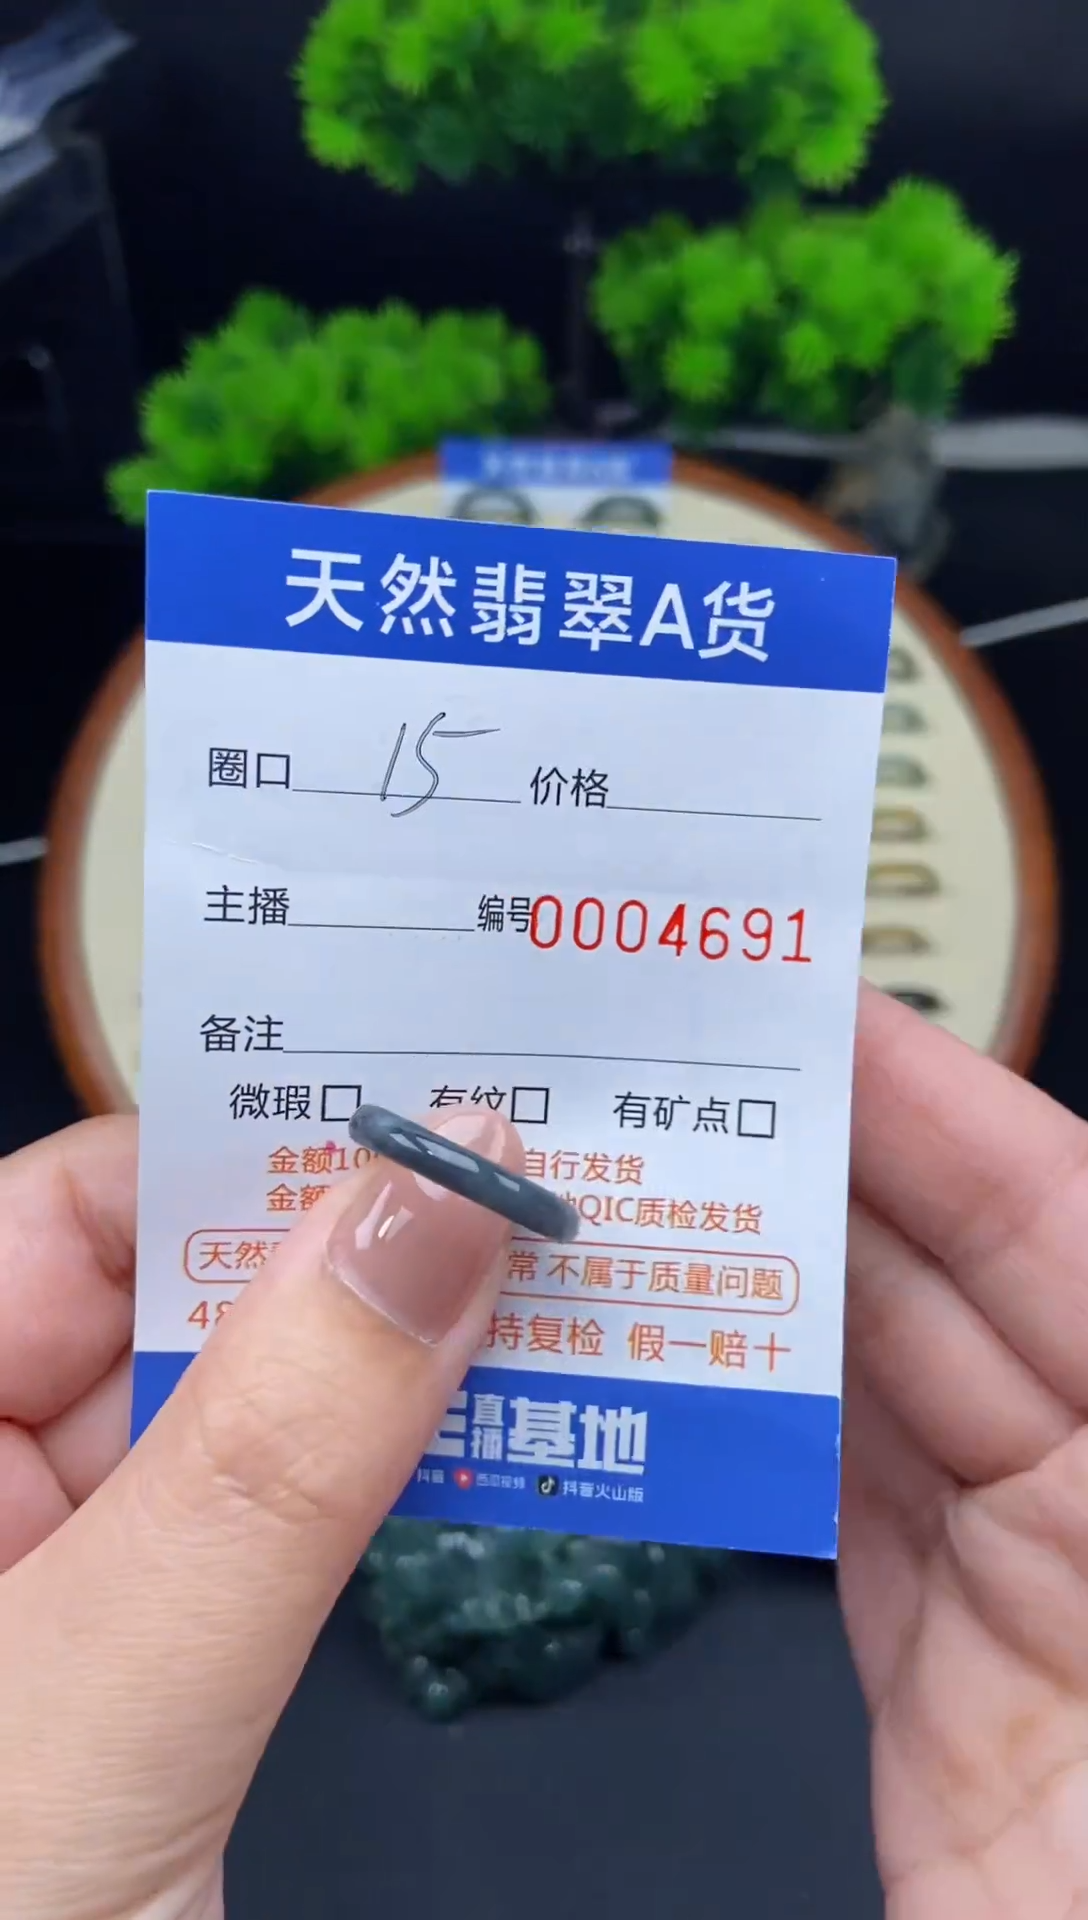 天然翡翠A货
圈口 15 价格
主播 编号0004691
备注
微瑕□ 有纹□ 有矿点□
金额10 自行发货
金额 QIC质检发货
天然 常 不属于质量问题
48 持复检 假一赔十
直播基地
抖音 西瓜视频 抖音火山版